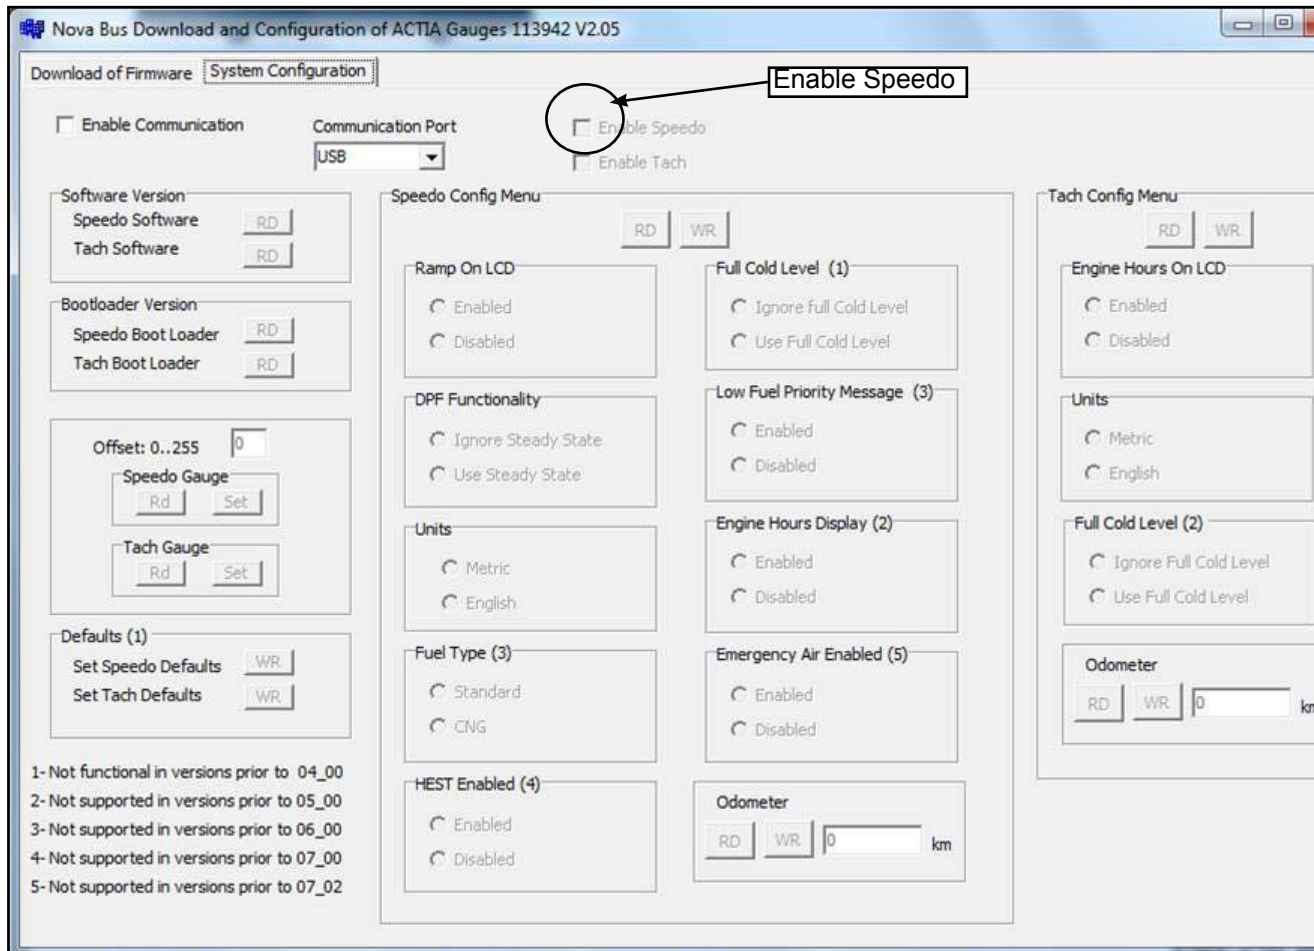 Nova Bus Download and Configuration of ACTIA Gauges 113942 V2.05
Download of Firmware
System Configuration
Enable Speedo
Enable Communication
Communication Port
USB
Enable Speedo
Enable Tach
Software Version
Speedo Software RD
Tach Software RD
Bootloader Version
Speedo Boot Loader RD
Tach Boot Loader RD
Offset: 0..255 0
Speedo Gauge
Rd Set
Tach Gauge
Rd Set
Defaults (1)
Set Speedo Defaults WR
Set Tach Defaults WR
1- Not functional in versions prior to 04_00
2- Not supported in versions prior to 05_00
3- Not supported in versions prior to 06_00
4- Not supported in versions prior to 07_00
5- Not supported in versions prior to 07_02
Speedo Config Menu
RD WR
Ramp On LCD
Enabled
Disabled
DPF Functionality
Ignore Steady State
Use Steady State
Units
Metric
English
Fuel Type (3)
Standard
CNG
HEST Enabled (4)
Enabled
Disabled
Full Cold Level (1)
Ignore full Cold Level
Use Full Cold Level
Low Fuel Priority Message (3)
Enabled
Disabled
Engine Hours Display (2)
Enabled
Disabled
Emergency Air Enabled (5)
Enabled
Disabled
Odometer
RD WR 0 km
Tach Config Menu
RD WR
Engine Hours On LCD
Enabled
Disabled
Units
Metric
English
Full Cold Level (2)
Ignore Full Cold Level
Use Full Cold Level
Odometer
RD WR 0